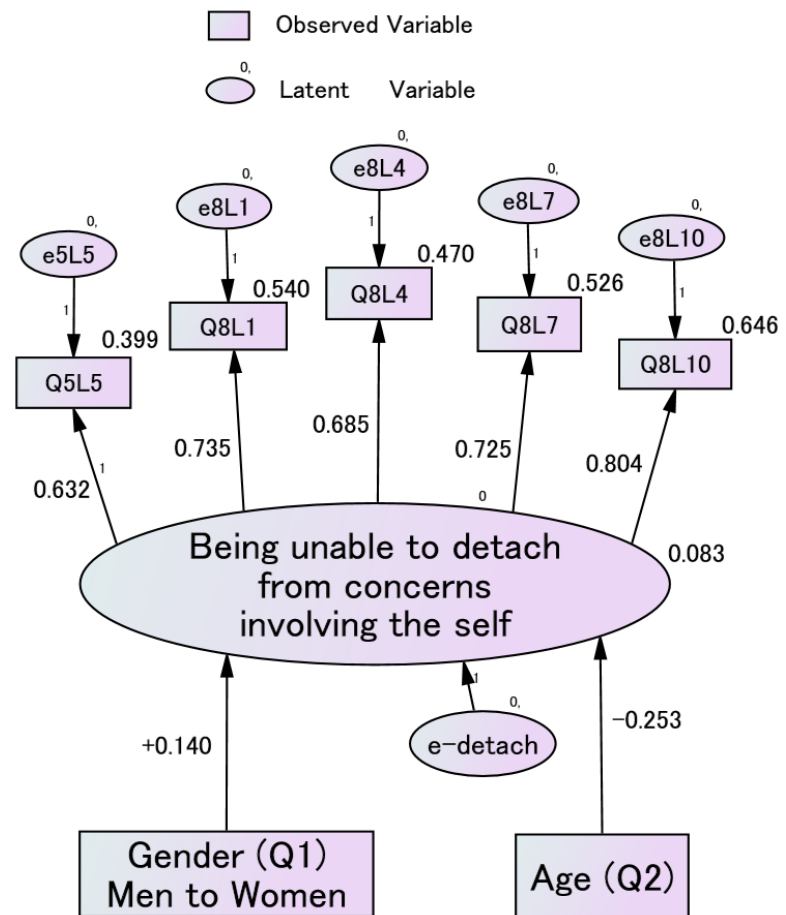 Observed Variable
0,
Latent Variable
0,
e8L4
0,
e8L1
0,
e8L7
0,
e8L10
0,
e5L5
1
1
1
1
1
0.470
Q8L4
0.540
Q8L1
0.526
Q8L7
0.646
Q8L10
0.399
Q5L5
0.632
1
0.735
0.685
0.725
0.804
0
Being unable to detach
from concerns
involving the self
0.083
+0.140
1
0,
e-detach
-0.253
Gender (Q1)
Men to Women
Age (Q2)